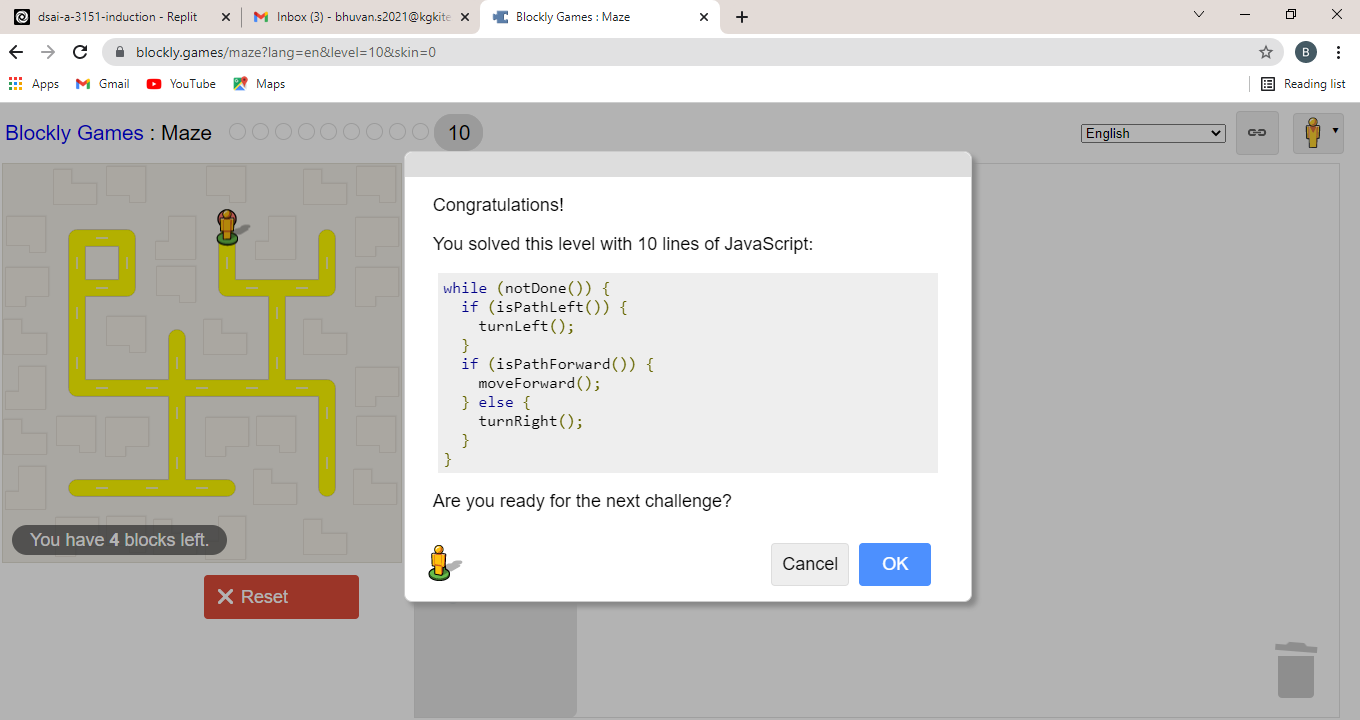 dsai-a-3151-induction - Replit
Inbox (3) - bhuvan.s2021@kgkite
Blockly Games : Maze
blockly.games/maze?lang=en&level=10&skin=0
B
Apps
Gmail
YouTube
Maps
Reading list
Blockly Games : Maze
10
English
Congratulations!
You solved this level with 10 lines of JavaScript:
while (notDone()) {
  if (isPathLeft()) {
    turnLeft();
  }
  if (isPathForward()) {
    moveForward();
  } else {
    turnRight();
  }
}
Are you ready for the next challenge?
You have 4 blocks left.
Cancel
OK
Reset